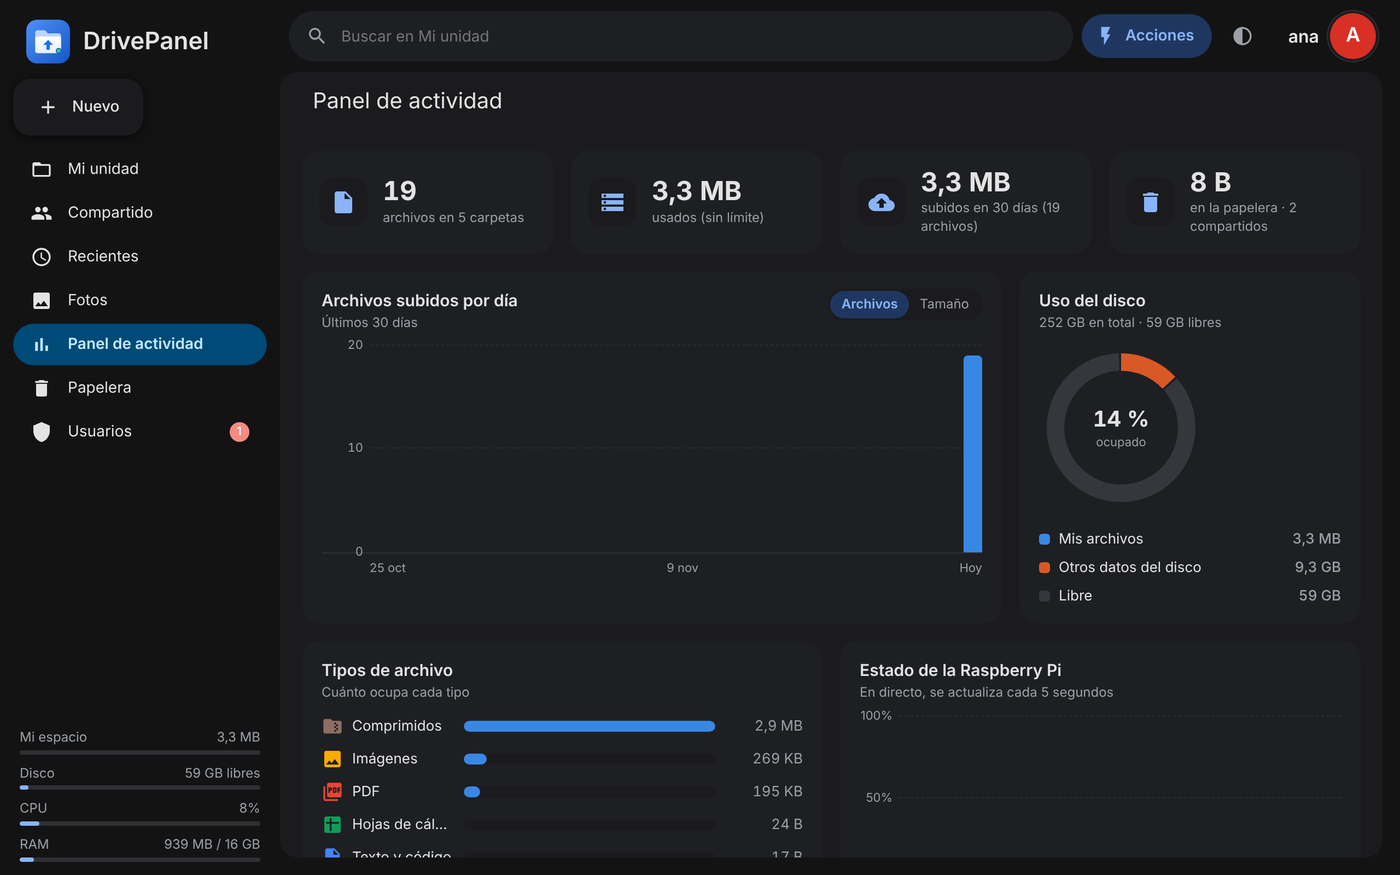 DrivePanel
Buscar en Mi unidad
Acciones
ana
A
Nuevo
Mi unidad
Compartido
Recientes
Fotos
Panel de actividad
Papelera
Usuarios
1
Mi espacio 3,3 MB
Disco 59 GB libres
CPU 8%
RAM 939 MB / 16 GB
Panel de actividad
19
archivos en 5 carpetas
3,3 MB
usados (sin límite)
3,3 MB
subidos en 30 días (19
archivos)
8 B
en la papelera · 2
compartidos
Archivos subidos por día
Últimos 30 días
Archivos
Tamaño
20
10
0
25 oct
9 nov
Hoy
Uso del disco
252 GB en total · 59 GB libres
14 %
ocupado
Mis archivos 3,3 MB
Otros datos del disco 9,3 GB
Libre 59 GB
Tipos de archivo
Cuánto ocupa cada tipo
Comprimidos 2,9 MB
Imágenes 269 KB
PDF PDF 195 KB
Hojas de cál... 24 B
Texto y código 17 B
Estado de la Raspberry Pi
En directo, se actualiza cada 5 segundos
100%
50%